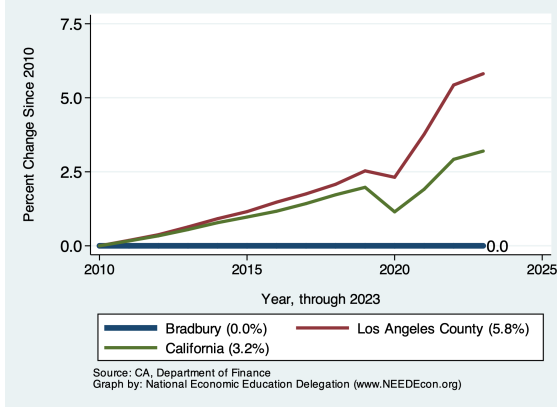 Percent Change Since 2010
7.5
5.0
2.5
0.0
0.0
2010
2015
2020
2025
Year, through 2023
Bradbury (0.0%)
Los Angeles County (5.8%)
California (3.2%)
Source: CA, Department of Finance
Graph by: National Economic Education Delegation (www.NEEDEcon.org)